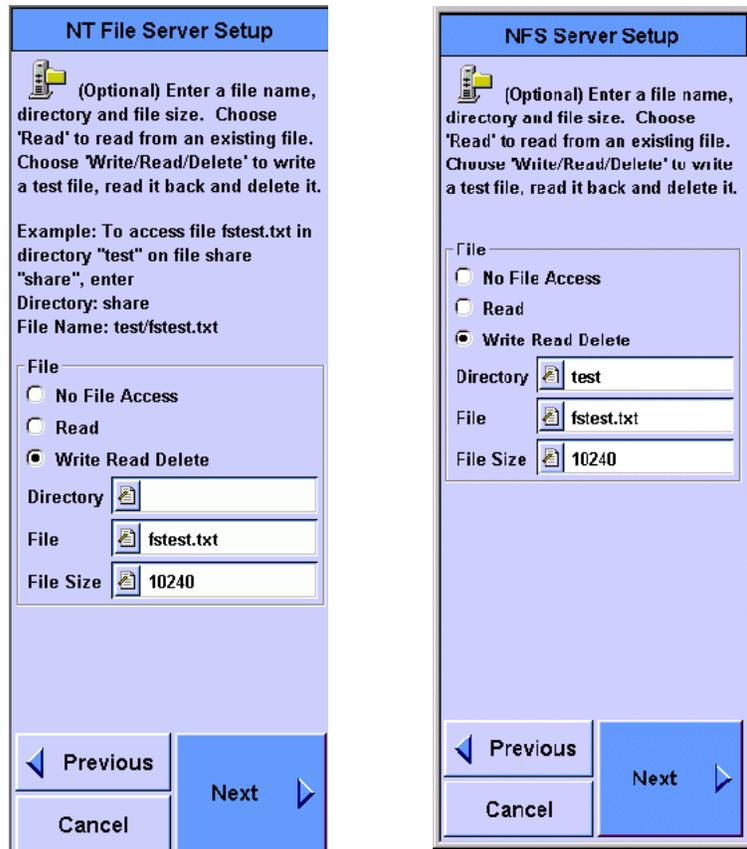 NT File Server Setup
(Optional) Enter a file name,
directory and file size. Choose
'Read' to read from an existing file.
Choose 'Write/Read/Delete' to write
a test file, read it back and delete it.
Example: To access file fstest.txt in
directory "test" on file share
"share", enter
Directory: share
File Name: test/fstest.txt
File
No File Access
Read
Write Read Delete
Directory
File fstest.txt
File Size 10240
Previous
Next
Cancel
NFS Server Setup
(Optional) Enter a file name,
directory and file size. Choose
'Read' to read from an existing file.
Choose 'Write/Read/Delete' to write
a test file, read it back and delete it.
File
No File Access
Read
Write Read Delete
Directory test
File fstest.txt
File Size 10240
Previous
Next
Cancel